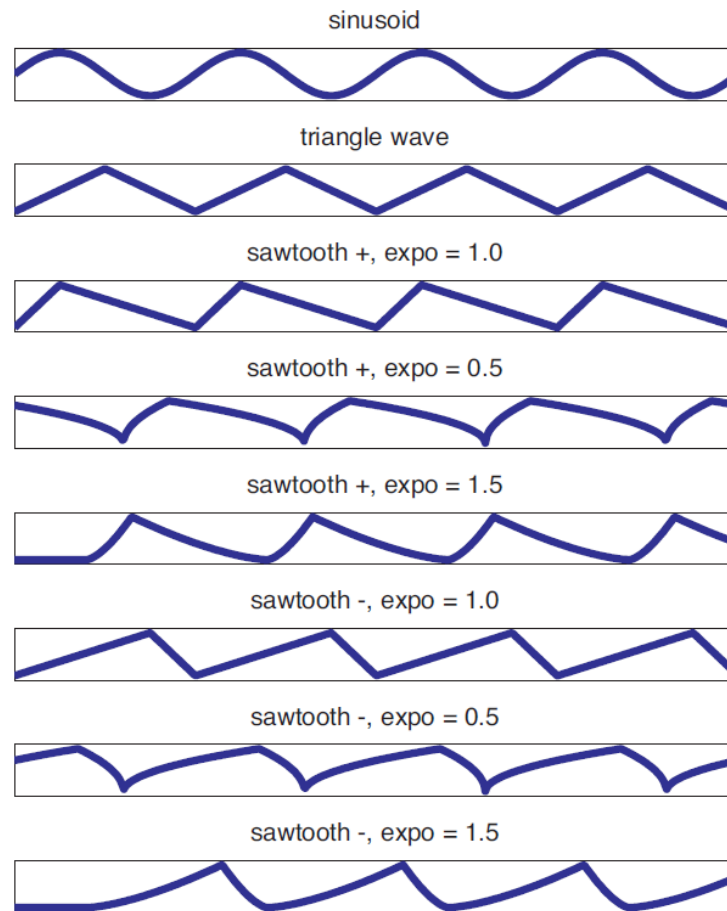 sinusoid
triangle wave
sawtooth +, expo = 1.0
sawtooth +, expo = 0.5
sawtooth +, expo = 1.5
sawtooth -, expo = 1.0
sawtooth -, expo = 0.5
sawtooth -, expo = 1.5